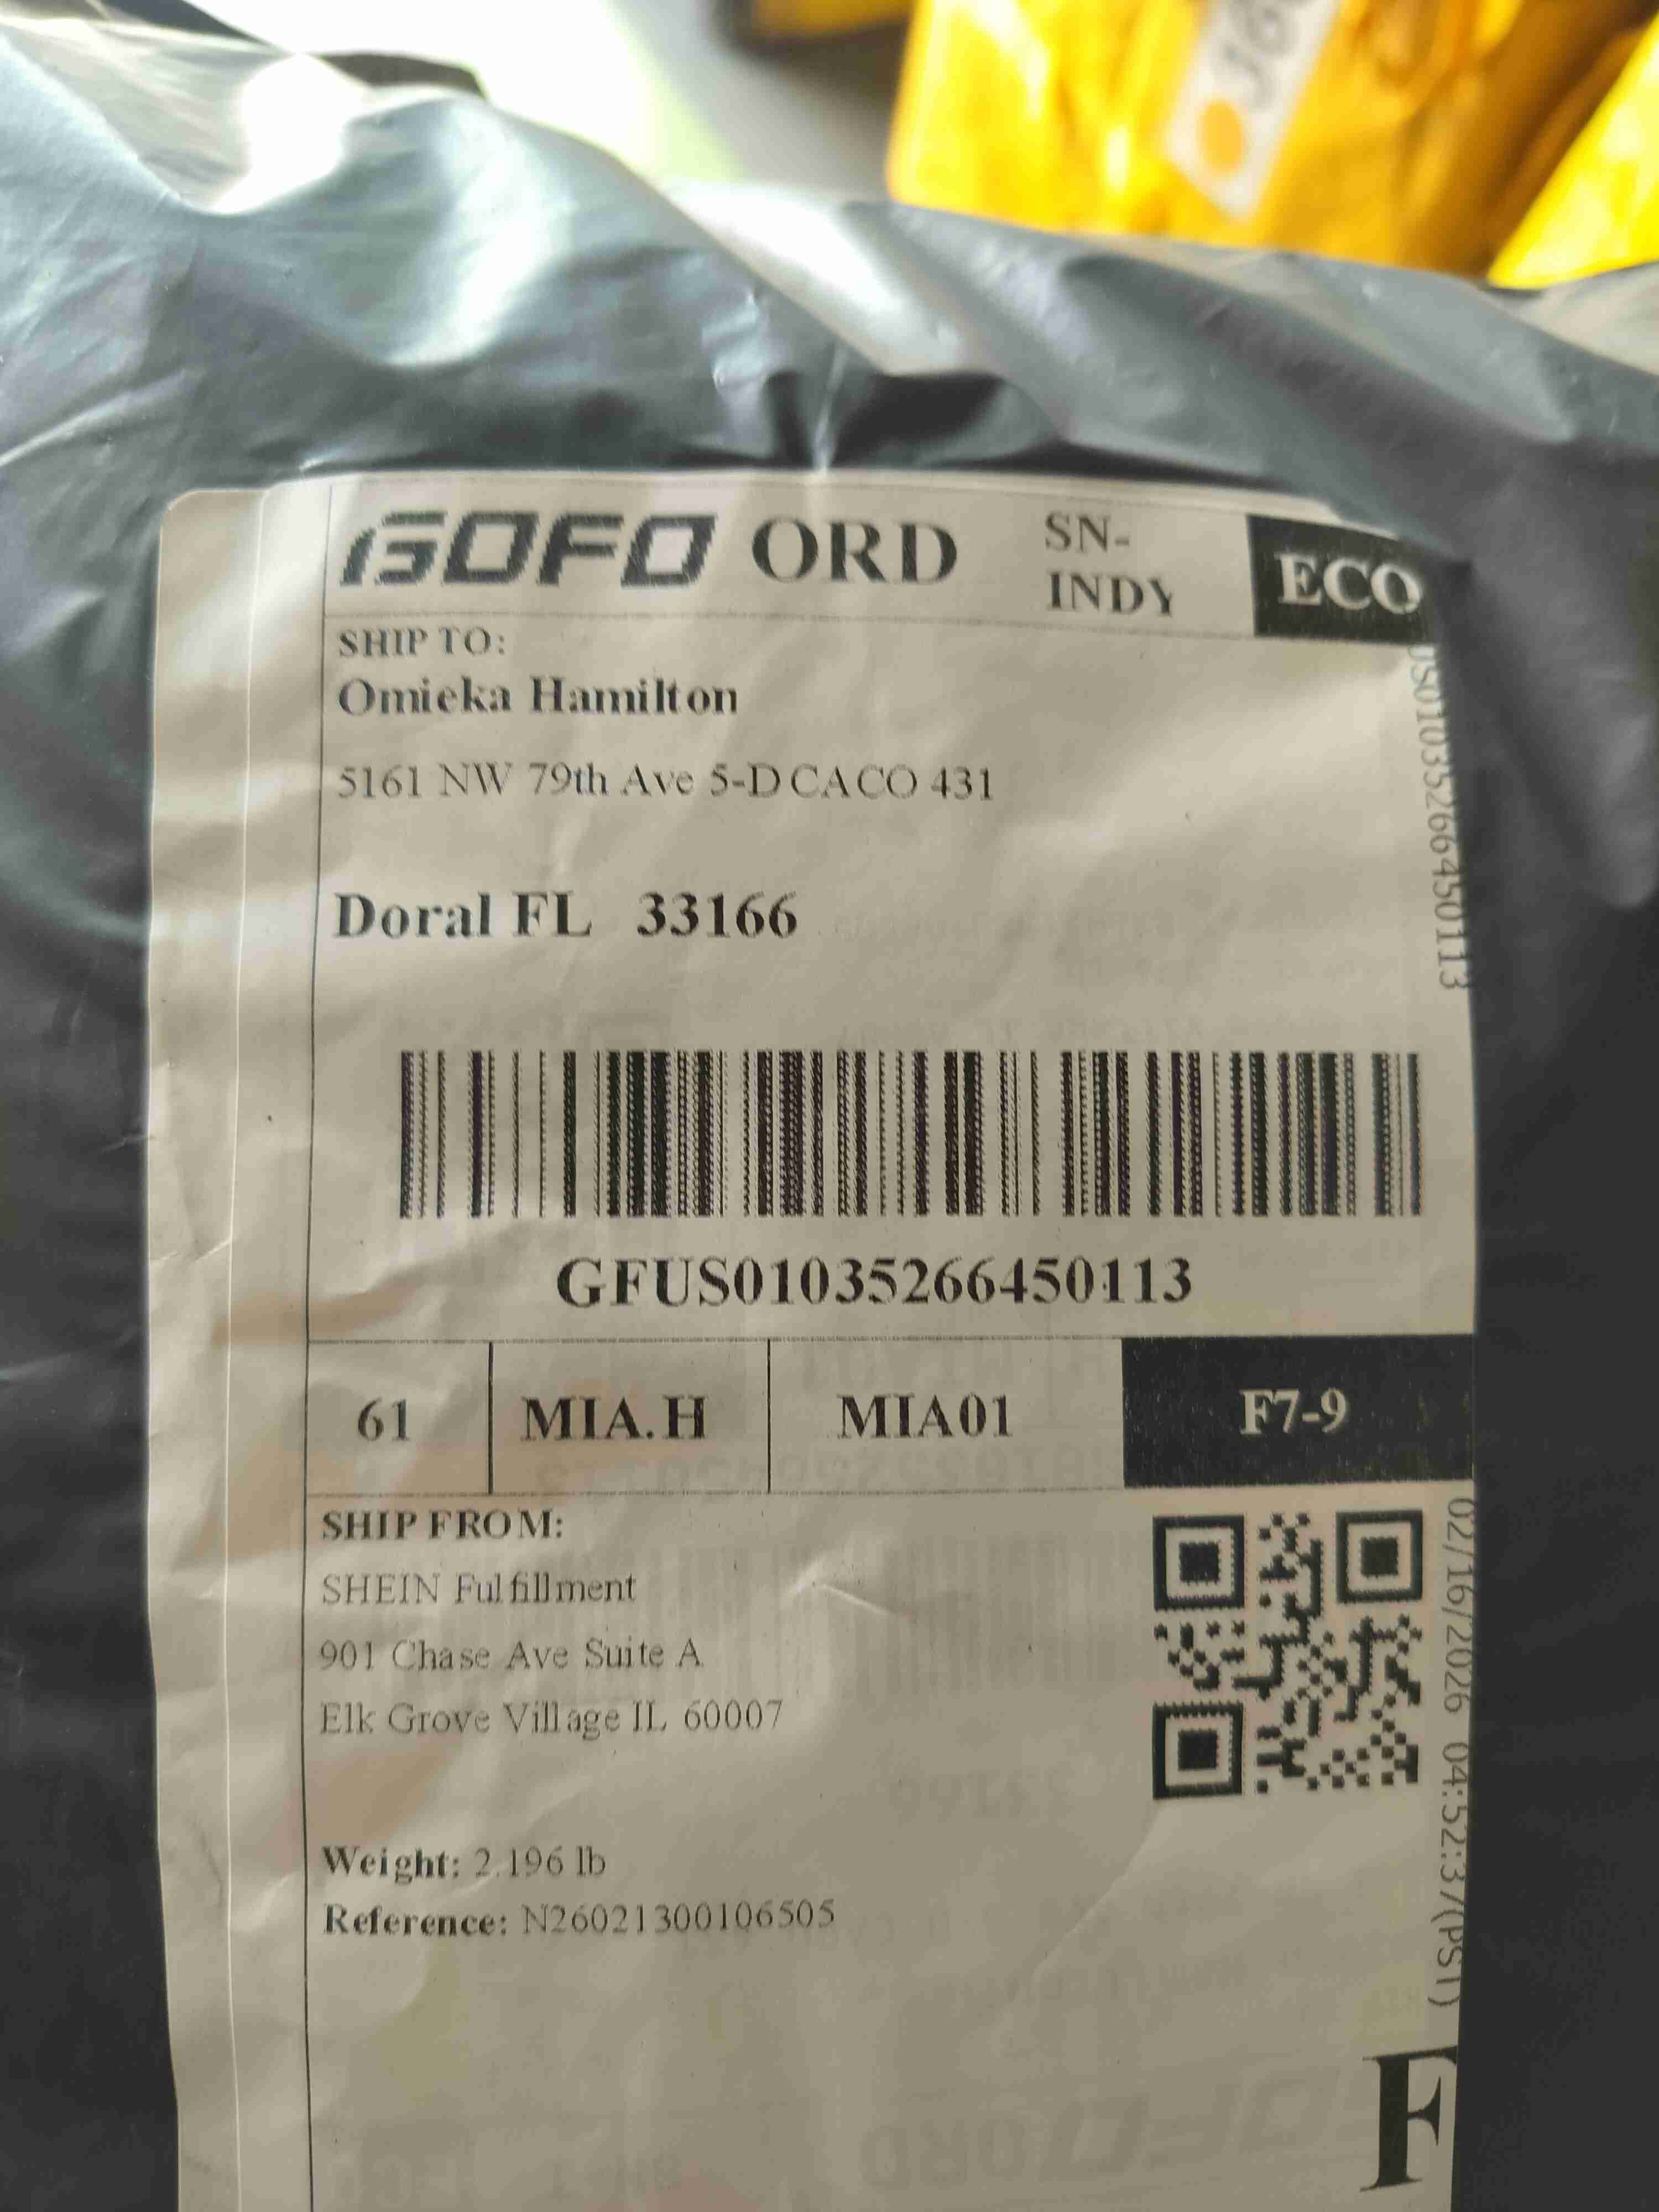 GOFO ORD SN-
INDY
ECO
SHIP TO:
Omieka Hamilton
5161 NW 79th Ave 5-D CACO 431
Doral FL 33166
US01035266450113
GFUS01035266450113
61 MIA.H MIA01 F7-9
SHIP FROM:
SHEIN Fulfillment
901 Chase Ave Suite A
Elk Grove Village IL 60007
02/16/2026 04:52:37(PST)
Weight: 2.196 lb
Reference: N26021300106505
F